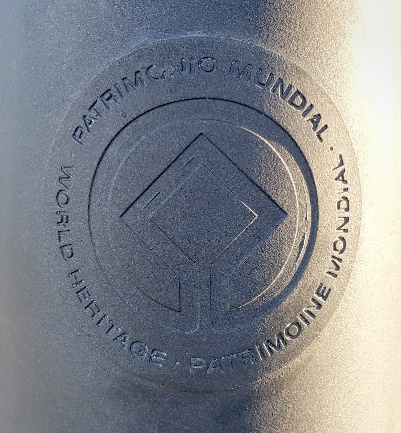 PATRIMONIO MUNDIAL ·
WORLD HERITAGE ·
PATRIMOINE MONDIAL